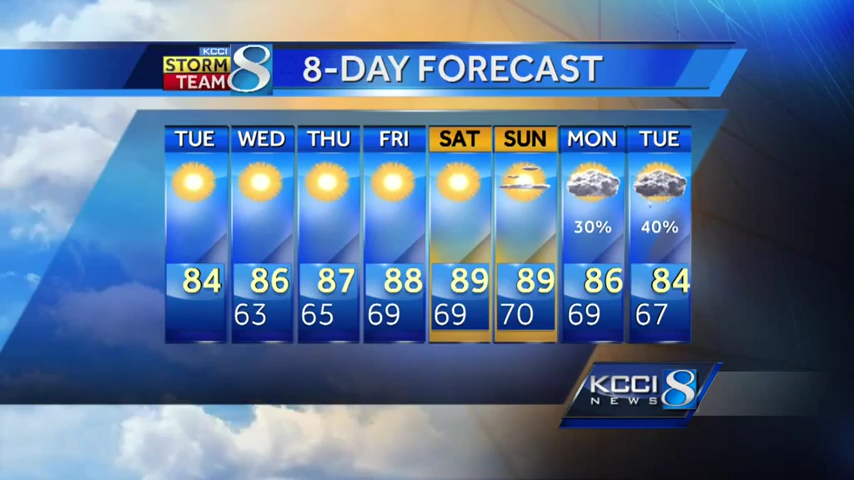 KCCI
STORM
TEAM 8
8-DAY FORECAST
TUE WED THU FRI SAT SUN MON TUE
30% 40%
84 86 87 88 89 89 86 84
63 65 69 69 70 69 67
KCCI 8
NEWS